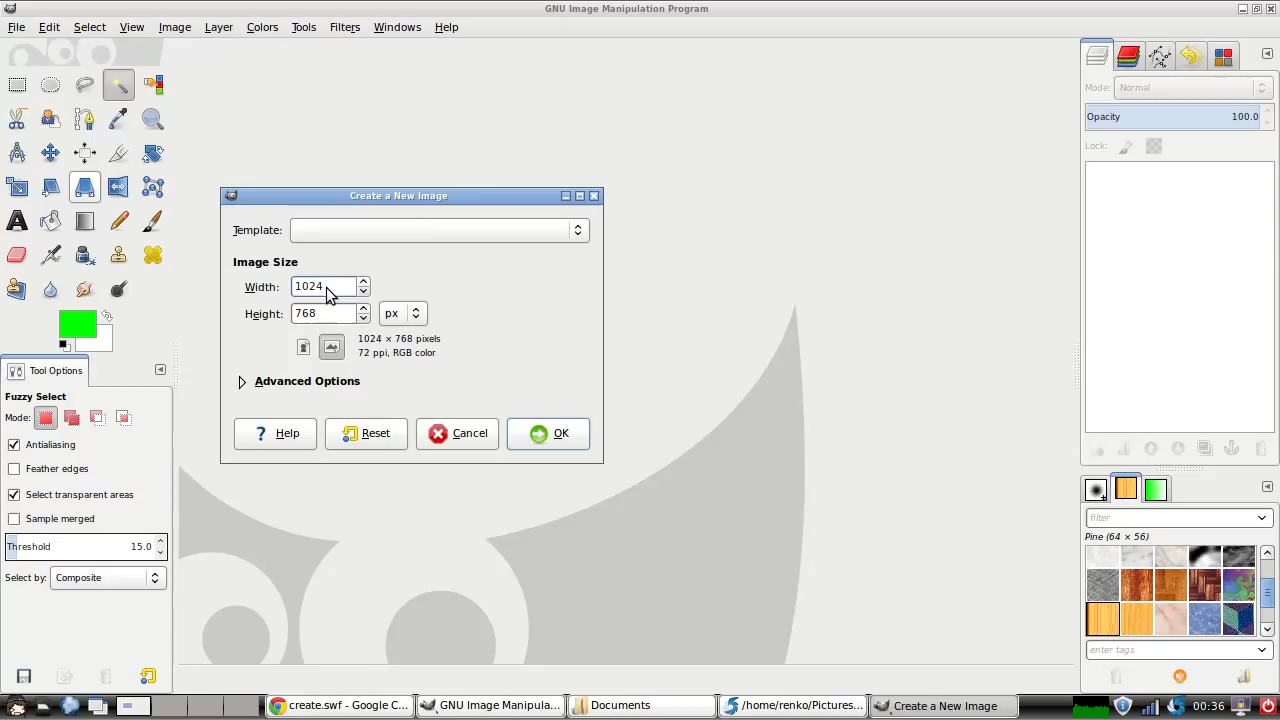 GNU Image Manipulation Program
File Edit Select View Image Layer Colors Tools Filters Windows Help
Mode: Normal
Opacity 100.0
Lock:
Create a New Image
Template:
Image Size
Width: 1024
Height: 768 px
1024 × 768 pixels
72 ppi, RGB color
Advanced Options
Help Reset Cancel OK
Tool Options
Fuzzy Select
Mode:
Antialiasing
Feather edges
Select transparent areas
Sample merged
Threshold 15.0
Select by: Composite
filter
Pine (64 × 56)
enter tags
create.swf - Google C... GNU Image Manipula... Documents /home/renko/Pictures... Create a New Image 00:36